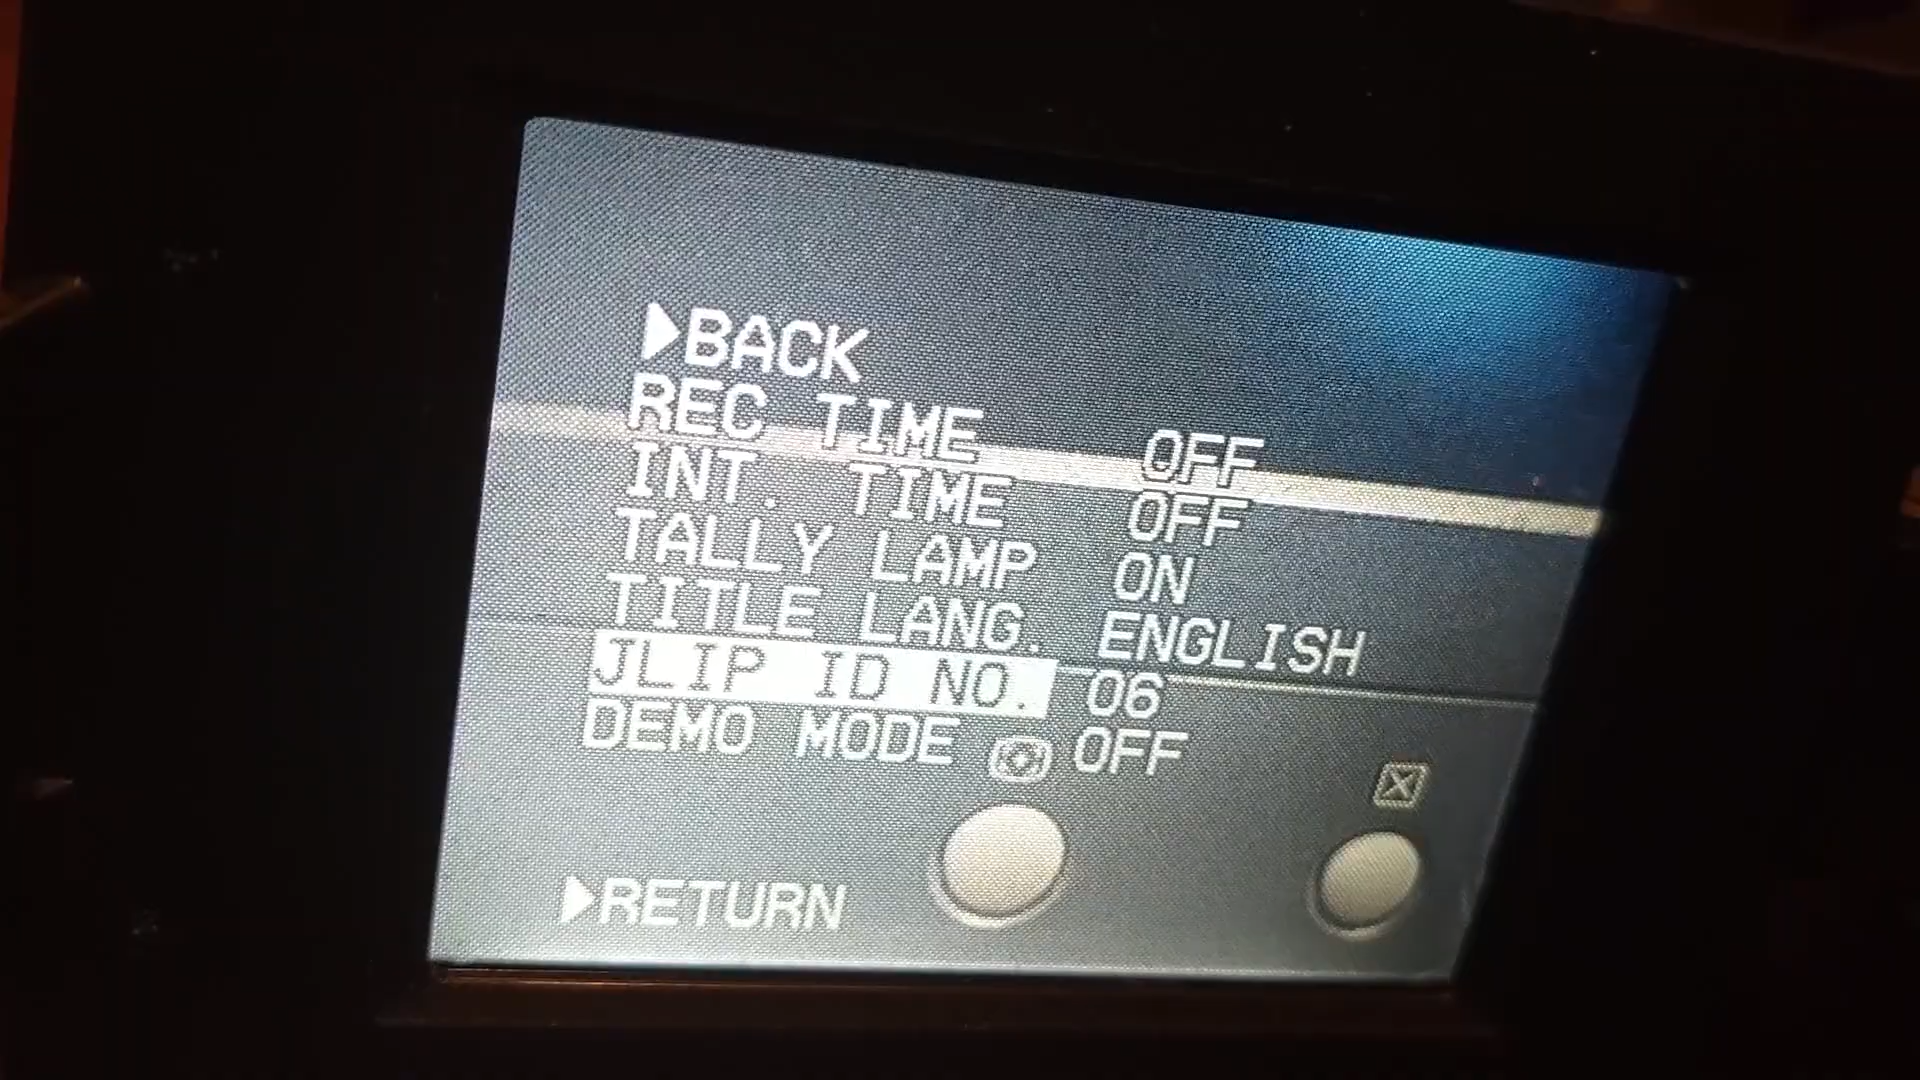 ▶BACK
REC TIME OFF
INT. TIME OFF
TALLY LAMP ON
TITLE LANG. ENGLISH
JLIP ID NO. 06
DEMO MODE OFF
▶RETURN